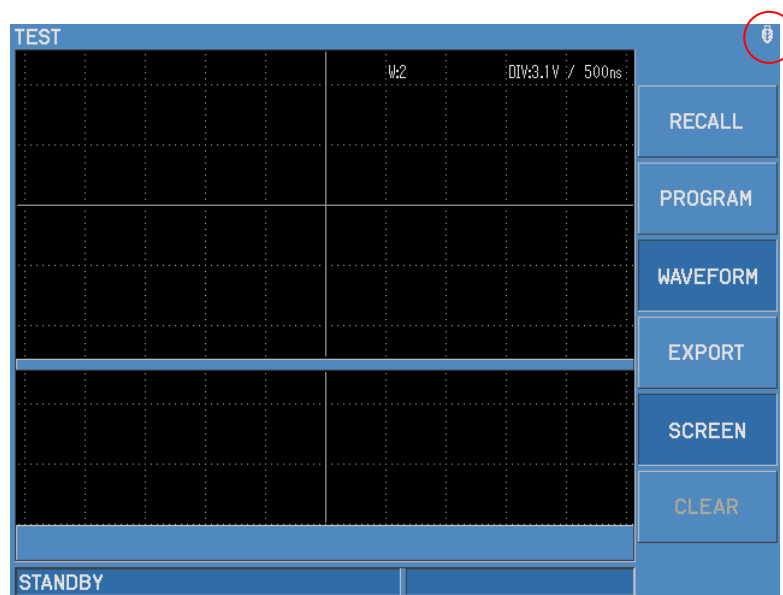 TEST
W:2 DIV:3.1V / 500ns
RECALL
PROGRAM
WAVEFORM
EXPORT
SCREEN
CLEAR
STANDBY